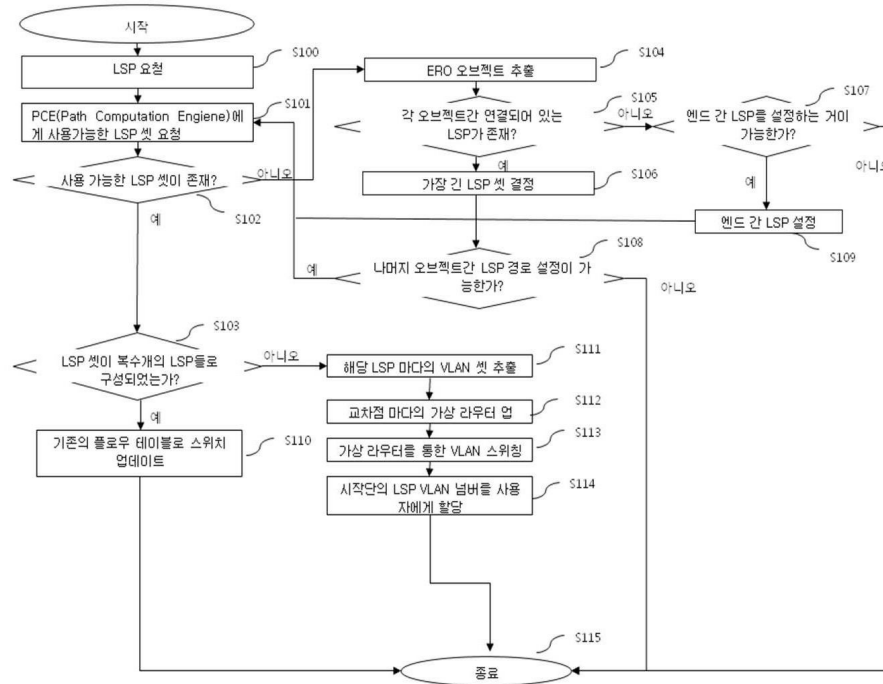 시작
S100
LSP 요청
S101
PCE(Path Computation Engiene)에
게 사용가능한 LSP 셋 요청
사용 가능한 LSP 셋이 존재?
아니오
S102
예
S104
ERO 오브젝트 추출
S105
각 오브젝트간 연결되어 있는
LSP가 존재?
아니오
예
S106
가장 긴 LSP 셋 결정
S107
엔드 간 LSP를 설정하는 거이
가능한가?
아니오
예
엔드 간 LSP 설정
S109
S108
나머지 오브젝트간 LSP 경로 설정이 가
능한가?
예
아니오
S103
LSP 셋이 복수개의 LSP들로
구성되었는가?
아니오
예
S110
기존의 플로우 테이블로 스위치
업데이트
S111
해당 LSP 마다의 VLAN 셋 추출
S112
교차점 마다의 가상 라우터 업
S113
가상 라우터를 통한 VLAN 스위칭
S114
시작단의 LSP VLAN 넘버를 사용
자에게 할당
S115
종료